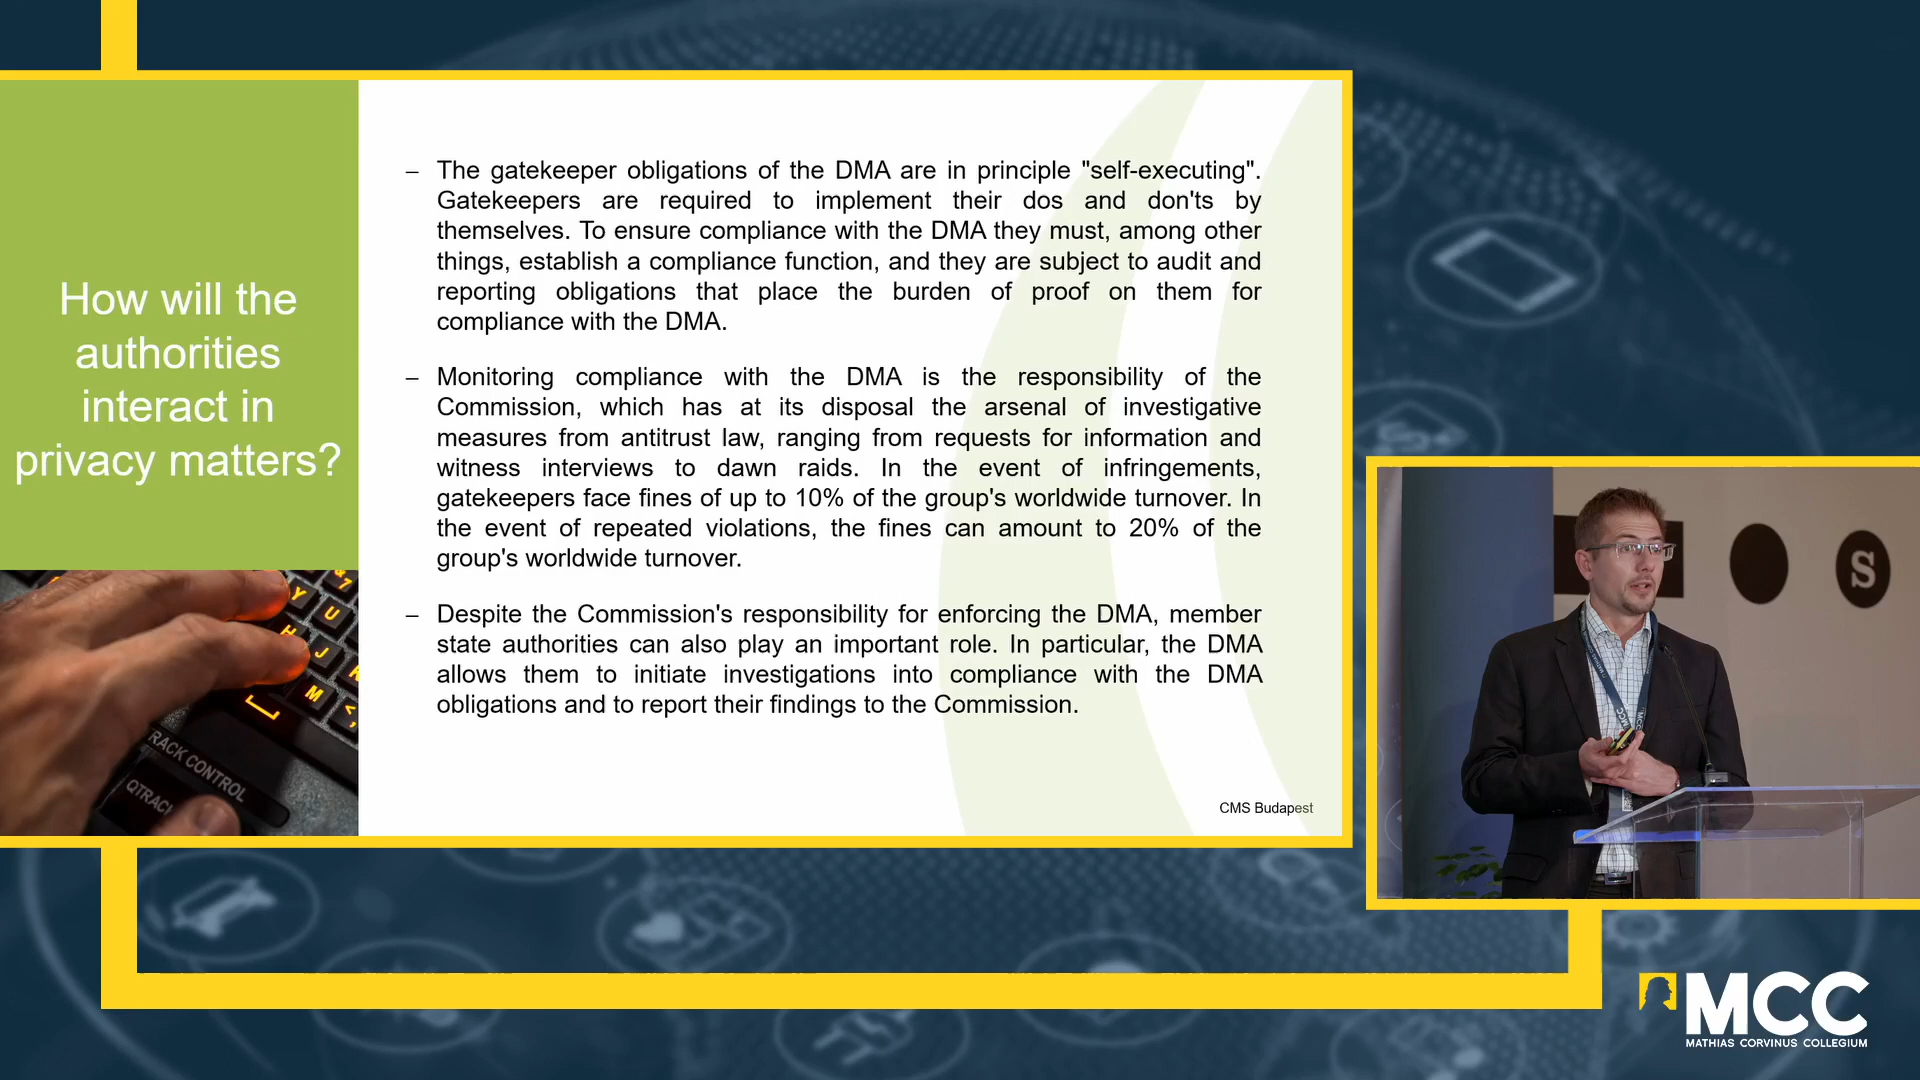 How will the
authorities
interact in
privacy matters?
– The gatekeeper obligations of the DMA are in principle "self-executing".
Gatekeepers are required to implement their dos and don'ts by
themselves. To ensure compliance with the DMA they must, among other
things, establish a compliance function, and they are subject to audit and
reporting obligations that place the burden of proof on them for
compliance with the DMA.
– Monitoring compliance with the DMA is the responsibility of the
Commission, which has at its disposal the arsenal of investigative
measures from antitrust law, ranging from requests for information and
witness interviews to dawn raids. In the event of infringements,
gatekeepers face fines of up to 10% of the group's worldwide turnover. In
the event of repeated violations, the fines can amount to 20% of the
group's worldwide turnover.
– Despite the Commission's responsibility for enforcing the DMA, member
state authorities can also play an important role. In particular, the DMA
allows them to initiate investigations into compliance with the DMA
obligations and to report their findings to the Commission.
CMS Budapest
Y U
H J
M <
RACK CONTROL
QTRAC
S
MCC
MCC
MCC
MATHIAS CORVINUS COLLEGIUM